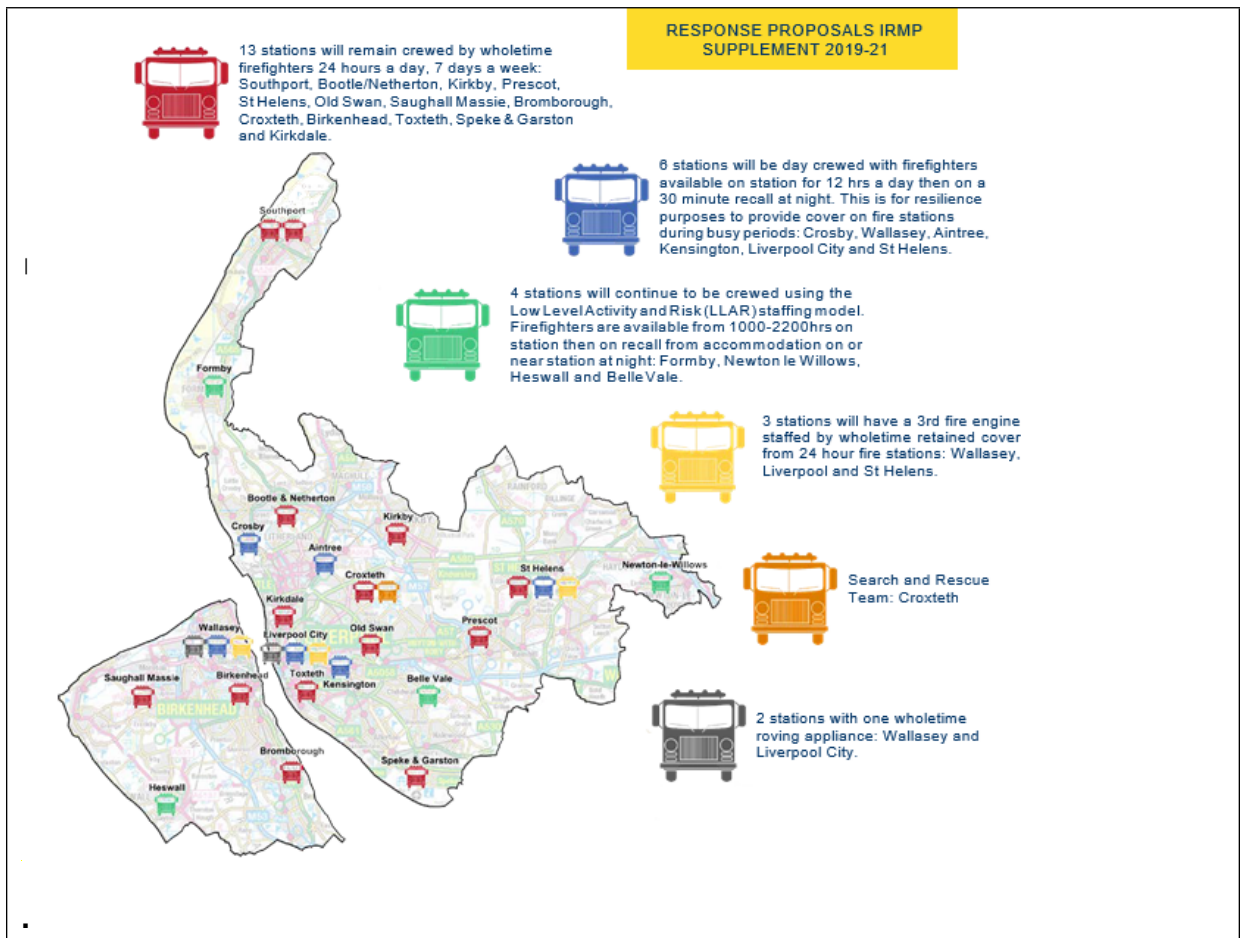 RESPONSE PROPOSALS IRMP
SUPPLEMENT 2019-21
13 stations will remain crewed by wholetime
firefighters 24 hours a day, 7 days a week:
Southport, Bootle/Netherton, Kirkby, Prescot,
St Helens, Old Swan, Saughall Massie, Bromborough,
Croxteth, Birkenhead, Toxteth, Speke & Garston
and Kirkdale.
6 stations will be day crewed with firefighters
available on station for 12 hrs a day then on a
30 minute recall at night. This is for resilience
purposes to provide cover on fire stations
during busy periods: Crosby, Wallasey, Aintree,
Kensington, Liverpool City and St Helens.
4 stations will continue to be crewed using the
Low Level Activity and Risk (LLAR) staffing model.
Firefighters are available from 1000-2200hrs on
station then on recall from accommodation on or
near station at night: Formby, Newton le Willows,
Heswall and Belle Vale.
3 stations will have a 3rd fire engine
staffed by wholetime retained cover
from 24 hour fire stations: Wallasey,
Liverpool and St Helens.
Search and Rescue
Team: Croxteth
2 stations with one wholetime
roving appliance: Wallasey and
Liverpool City.
Southport
Formby
Bootle & Netherton
Crosby
Kirkby
Aintree
Croxteth
St Helens
Newton-le-Willows
Kirkdale
Wallasey
Liverpool City
Old Swan
Prescot
Saughall Massie
Birkenhead
Toxteth
Kensington
Belle Vale
BIRKENHEAD
Bromborough
Speke & Garston
Heswall